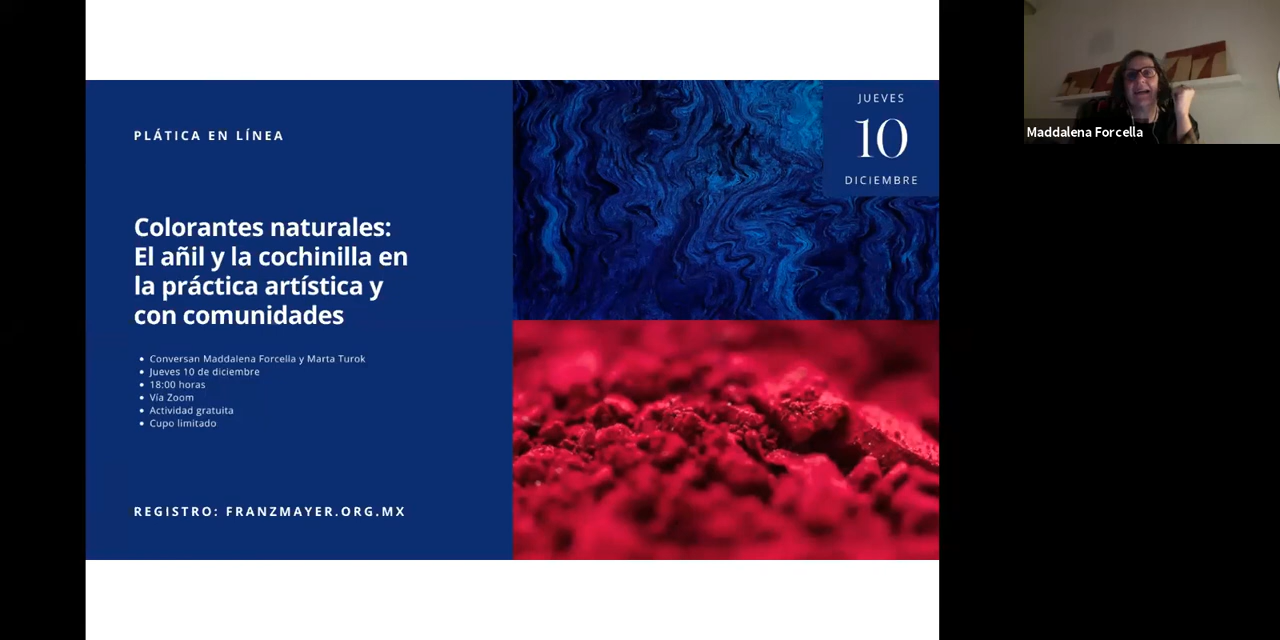 PLÁTICA EN LÍNEA
Colorantes naturales:
El añil y la cochinilla en
la práctica artística y
con comunidades
Conversan Maddalena Forcella y Marta Turok
Jueves 10 de diciembre
18:00 horas
Vía Zoom
Actividad gratuita
Cupo limitado
REGISTRO: FRANZMAYER.ORG.MX
JUEVES
10
DICIEMBRE
Maddalena Forcella